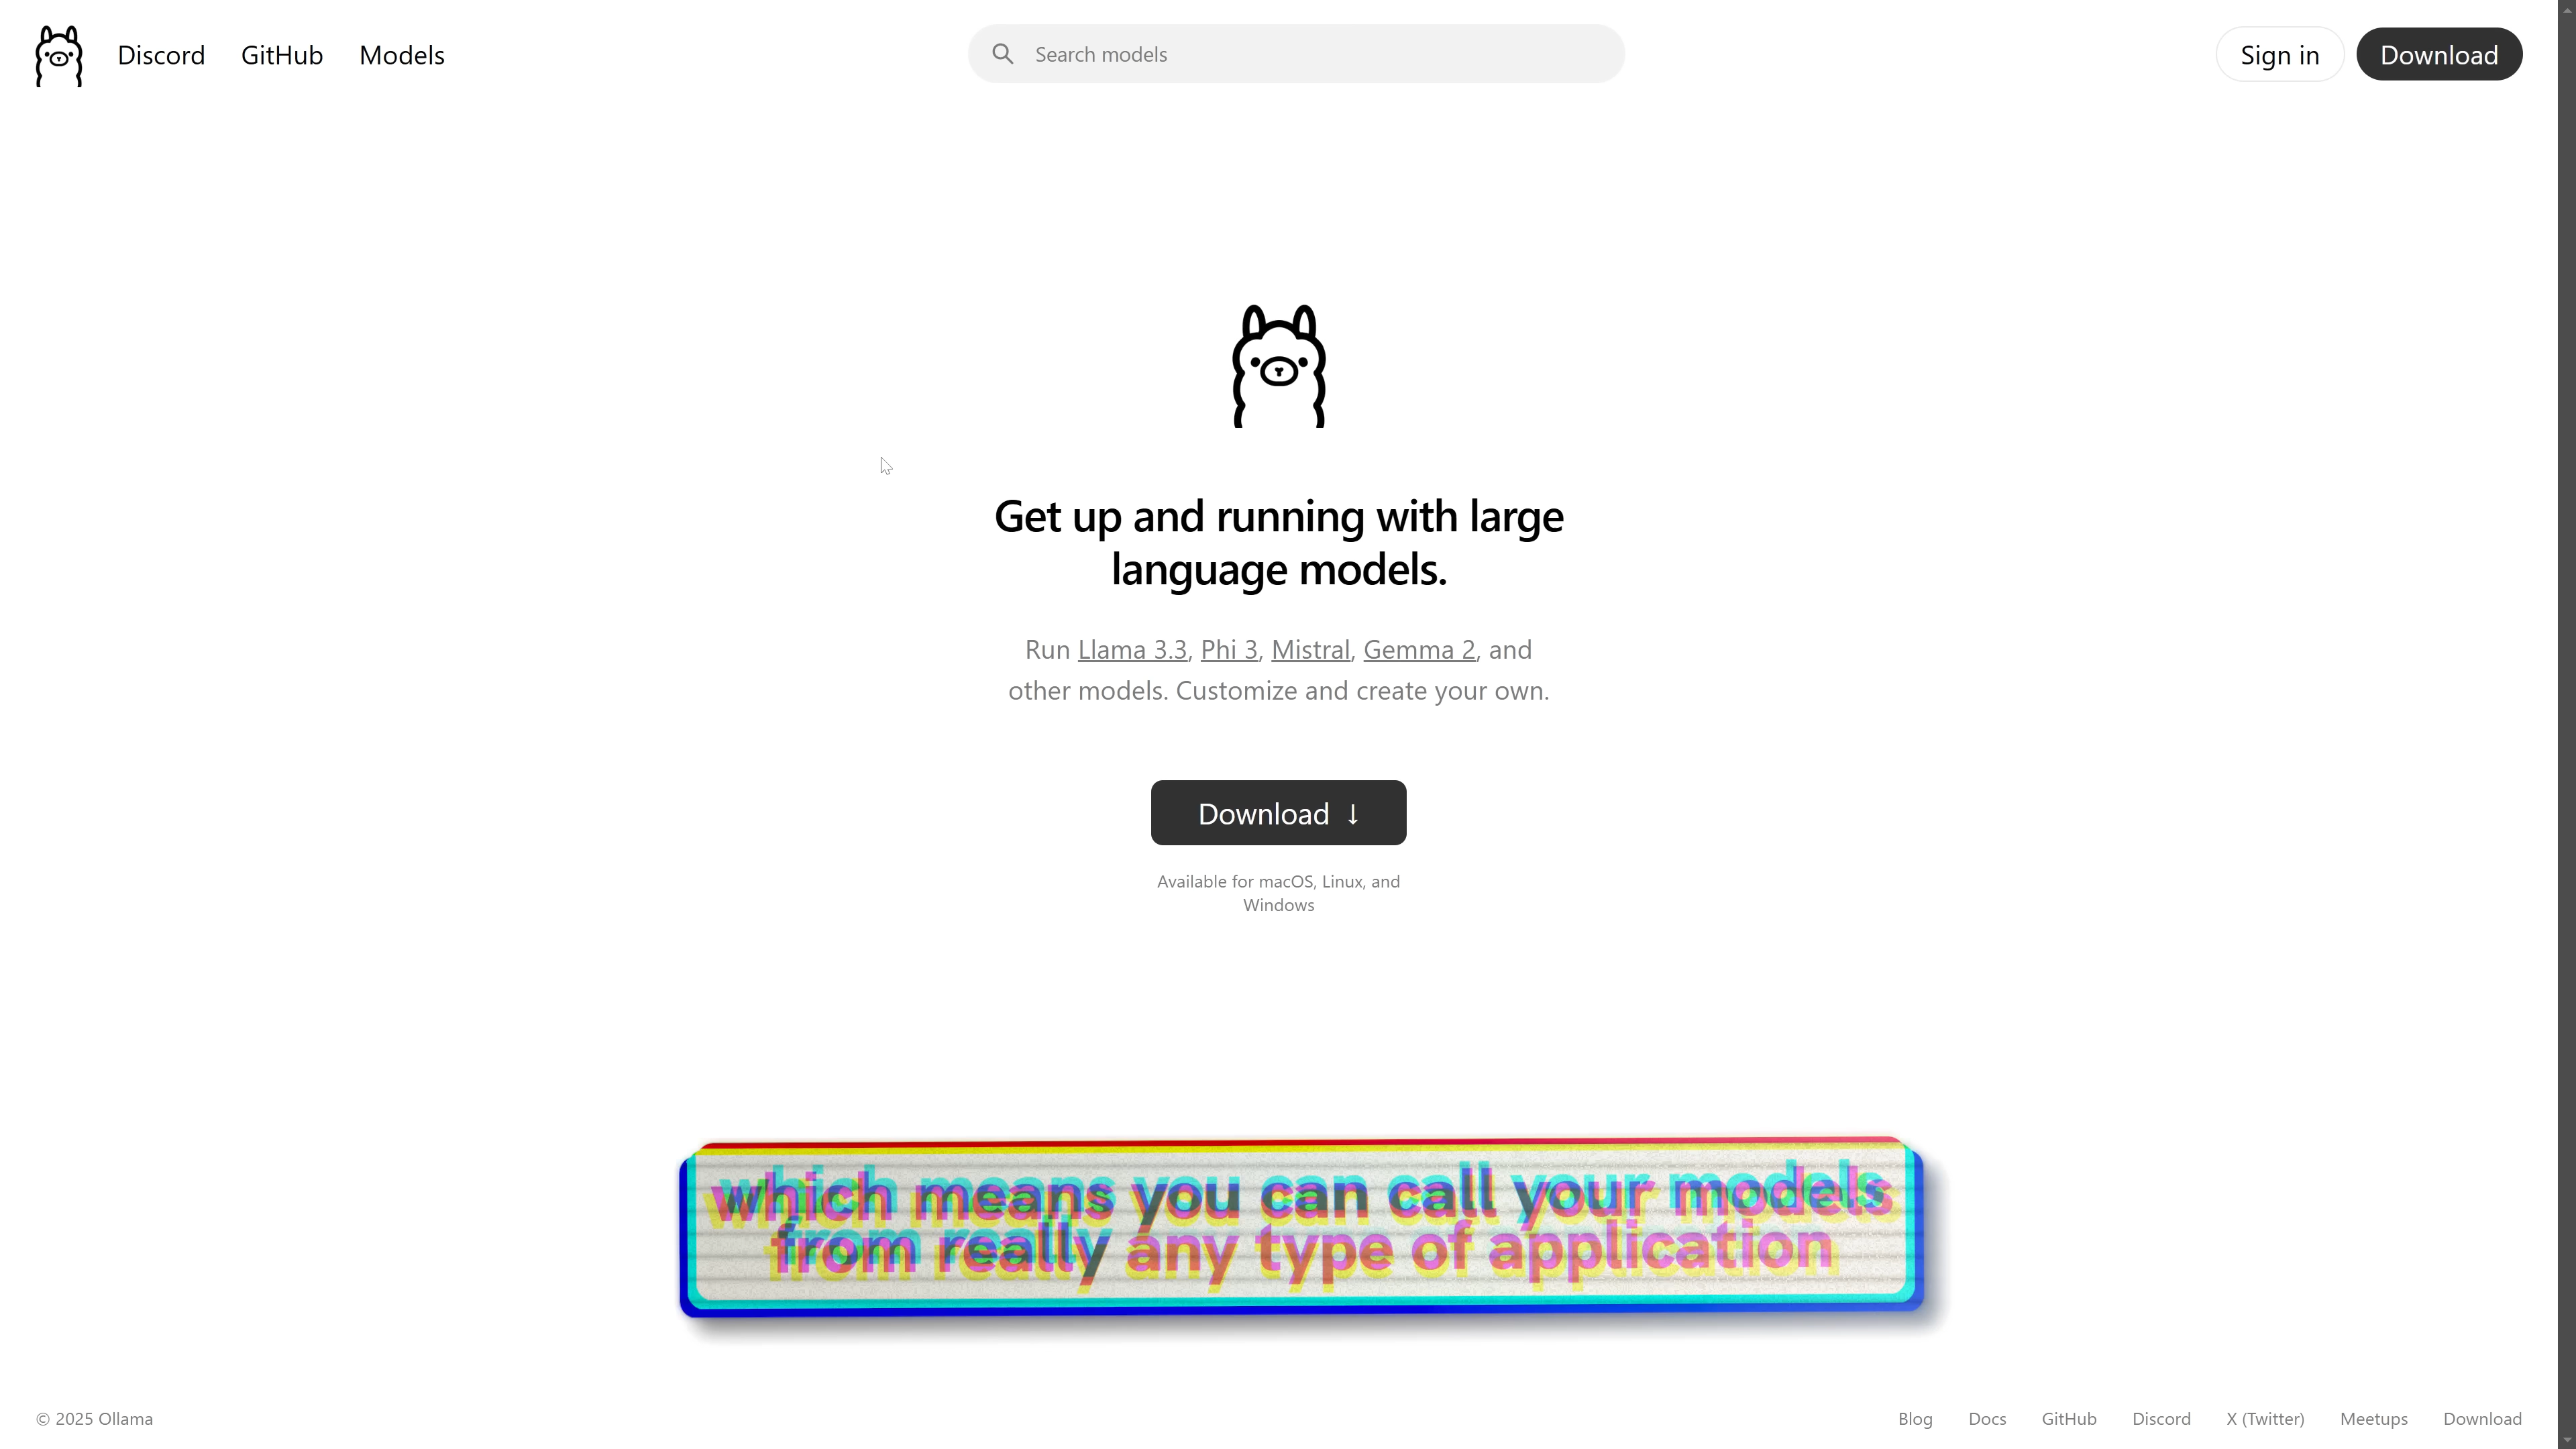 Discord GitHub Models Search models Sign in Download
Get up and running with large
language models.
Run Llama 3.3, Phi 3, Mistral, Gemma 2, and
other models. Customize and create your own.
Download ↓
Available for macOS, Linux, and
Windows
which means you can call your models
from really any type of application
© 2025 Ollama Blog Docs GitHub Discord X (Twitter) Meetups Download